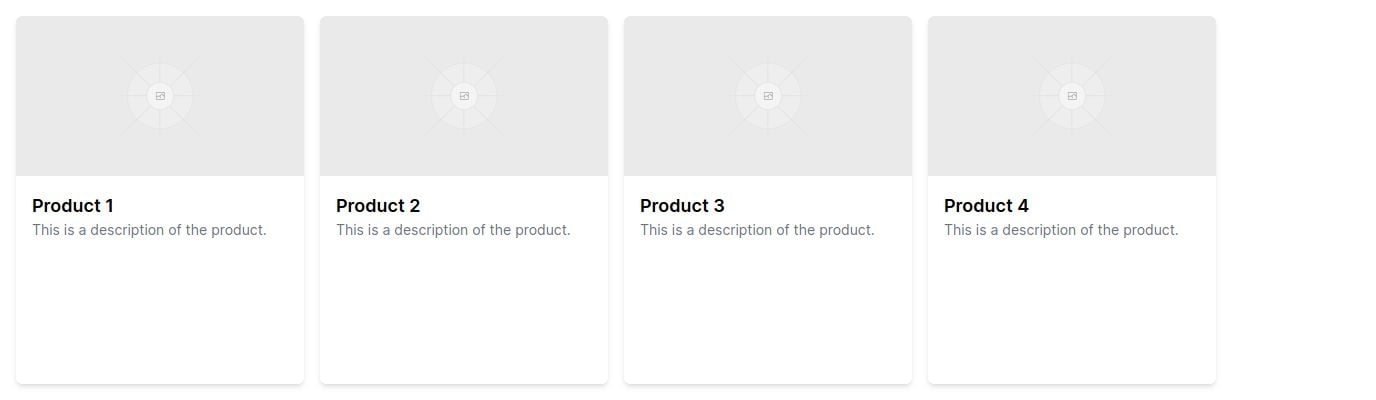 Product 1
This is a description of the product.
Product 2
This is a description of the product.
Product 3
This is a description of the product.
Product 4
This is a description of the product.